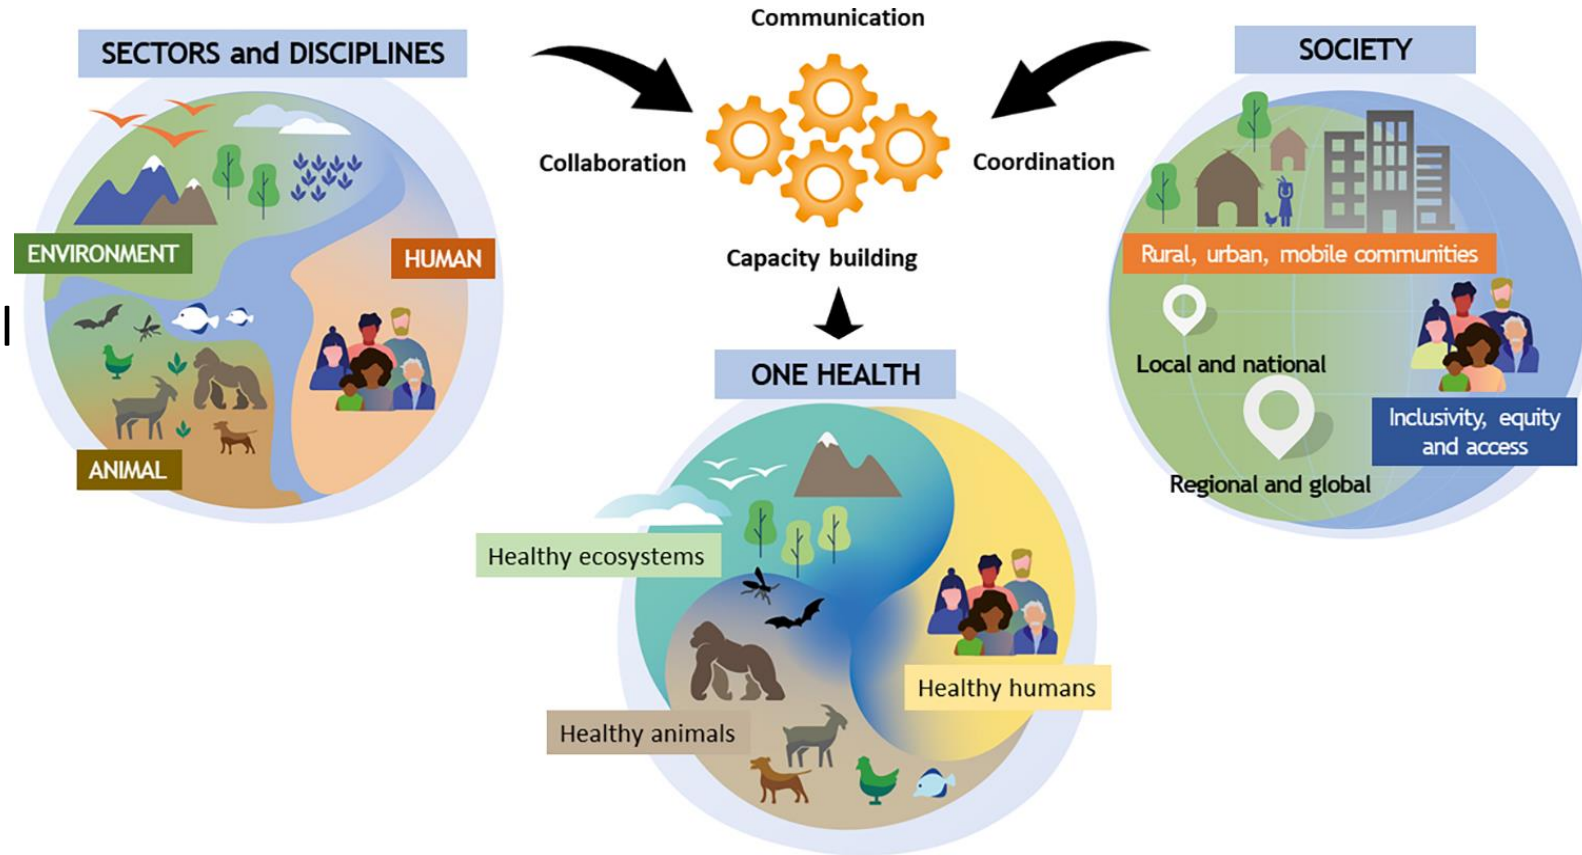 Communication
SECTORS and DISCIPLINES
SOCIETY
Collaboration
Coordination
ENVIRONMENT
HUMAN
Capacity building
Rural, urban, mobile communities
Local and national
ONE HEALTH
Inclusivity, equity
and access
ANIMAL
Regional and global
Healthy ecosystems
Healthy humans
Healthy animals